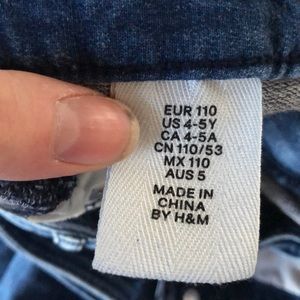 EUR 110
US 4-5Y
CA 4-5A
CN 110/53
MX 110
AUS 5
MADE IN
CHINA
BY H&M